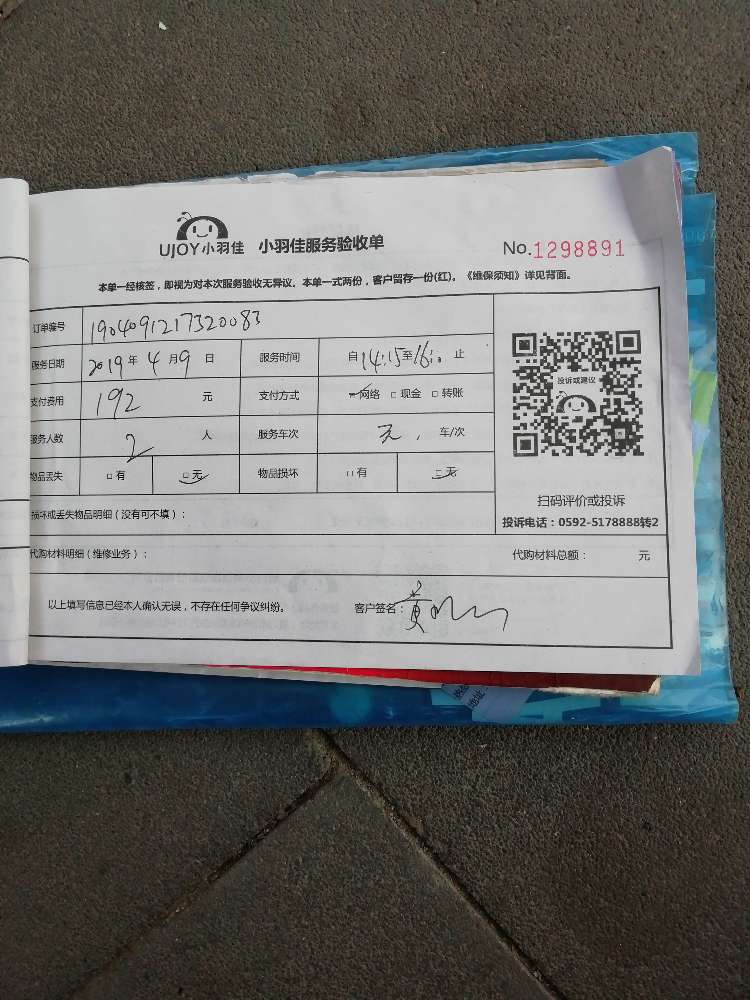 UJOY小羽佳 小羽佳服务验收单 No.1298891
本单一经核签，即视为对本次服务验收无异议。本单一式两份，客户留存一份(红)。《维保须知》详见背面。
订单编号 1904091217320083
服务日期 2019年4月9日 服务时间 自14:15至16:: 止
支付费用 192 元 支付方式 网络 □现金 □转账
服务人数 2 人 服务车次 无, 车/次
物品丢失 □有 □无 物品损坏 □有 □无
投诉或建议
扫码评价或投诉
投诉电话：0592-5178888转2
损坏或丢失物品明细（没有可不填）：
代购材料明细（维修业务）： 代购材料总额： 元
以上填写信息已经本人确认无误，不存在任何争议纠纷。 客户签名：黄
地址